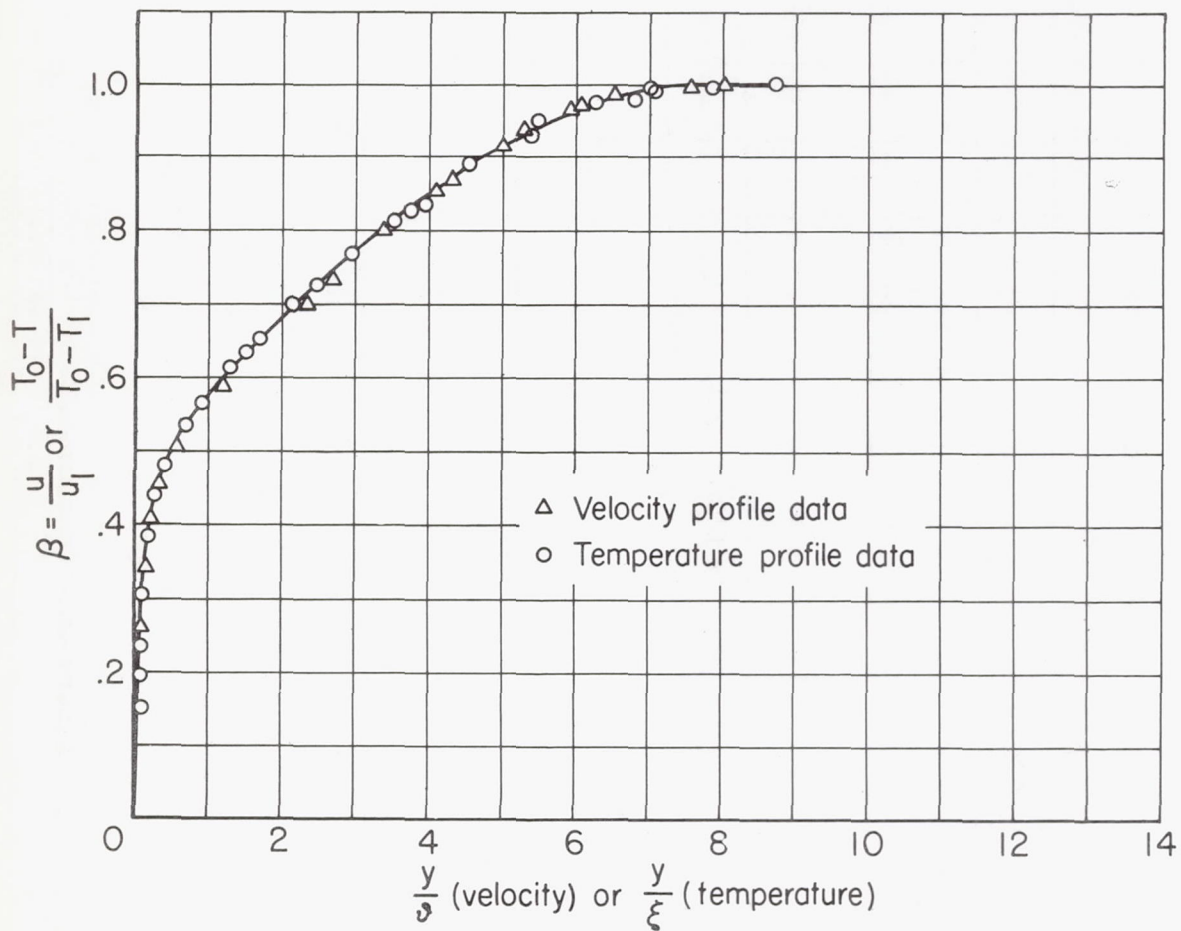 1.0
.8
.6
.4
.2
0
β = u/u₁ or T₀−T/T₀−T₁
△ Velocity profile data
○ Temperature profile data
2 4 6 8 10 12 14
y/ϑ (velocity) or y/ξ (temperature)